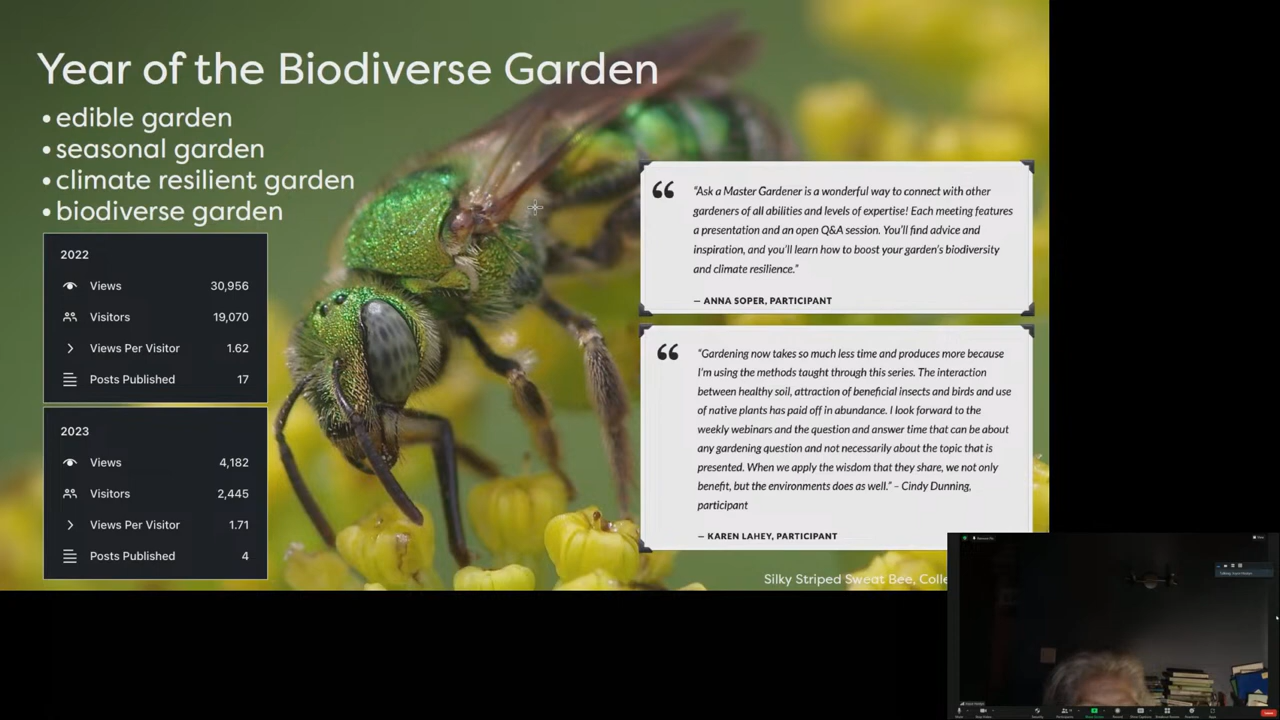 Year of the Biodiverse Garden
• edible garden
• seasonal garden
• climate resilient garden
• biodiverse garden
2022
Views 30,956
Visitors 19,070
Views Per Visitor 1.62
Posts Published 17
2023
Views 4,182
Visitors 2,445
Views Per Visitor 1.71
Posts Published 4
“Ask a Master Gardener is a wonderful way to connect with other
gardeners of all abilities and levels of expertise! Each meeting features
a presentation and an open Q&A session. You’ll find advice and
inspiration, and you’ll learn how to boost your garden’s biodiversity
and climate resilience.”
— ANNA SOPER, PARTICIPANT
“Gardening now takes so much less time and produces more because
I’m using the methods taught through this series. The interaction
between healthy soil, attraction of beneficial insects and birds and use
of native plants has paid off in abundance. I look forward to the
weekly webinars and the question and answer time that can be about
any gardening question and not necessarily about the topic that is
presented. When we apply the wisdom that they share, we not only
benefit, but the environments does as well.” – Cindy Dunning,
participant
— KAREN LAHEY, PARTICIPANT
Silky Striped Sweat Bee, Colle